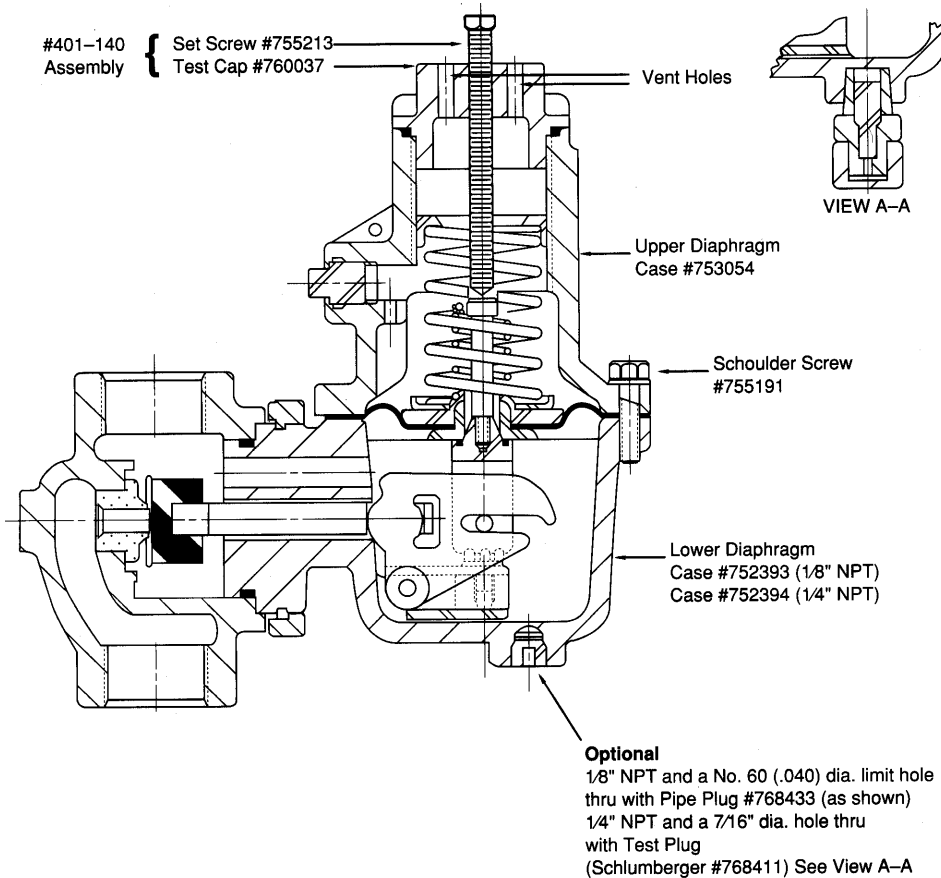 #401–140
Assembly
{
Set Screw #755213
Test Cap #760037
Vent Holes
VIEW A–A
Upper Diaphragm
Case #753054
Schoulder Screw
#755191
Lower Diaphragm
Case #752393 (1/8" NPT)
Case #752394 (1/4" NPT)
Optional
1/8" NPT and a No. 60 (.040) dia. limit hole
thru with Pipe Plug #768433 (as shown)
1/4" NPT and a 7/16" dia. hole thru
with Test Plug
(Schlumberger #768411) See View A–A